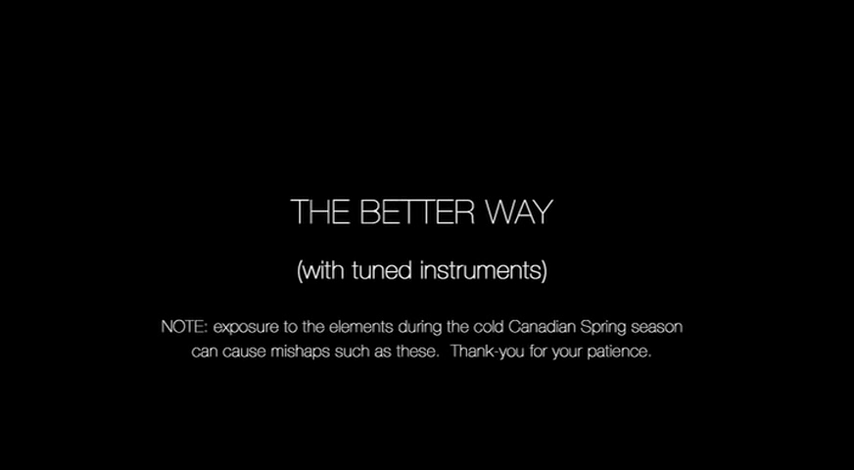 THE BETTER WAY
(with tuned instruments)
NOTE: exposure to the elements during the cold Canadian Spring season
can cause mishaps such as these.  Thank-you for your patience.